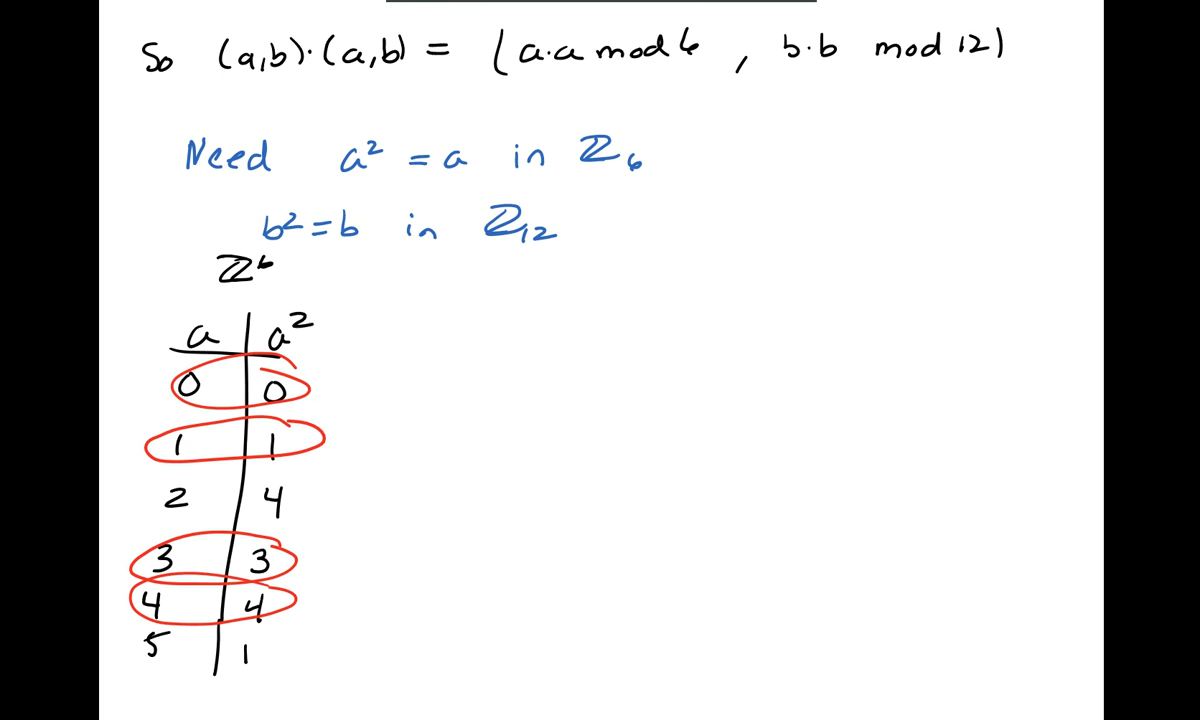 So (a,b)·(a,b) = (a·a mod 6 , b·b mod 12)
Need a² = a in ℤ₆
b² = b in ℤ₁₂
ℤ⁶
a | a²
0 | 0
1 | 1
2 | 4
3 | 3
4 | 4
5 | 1